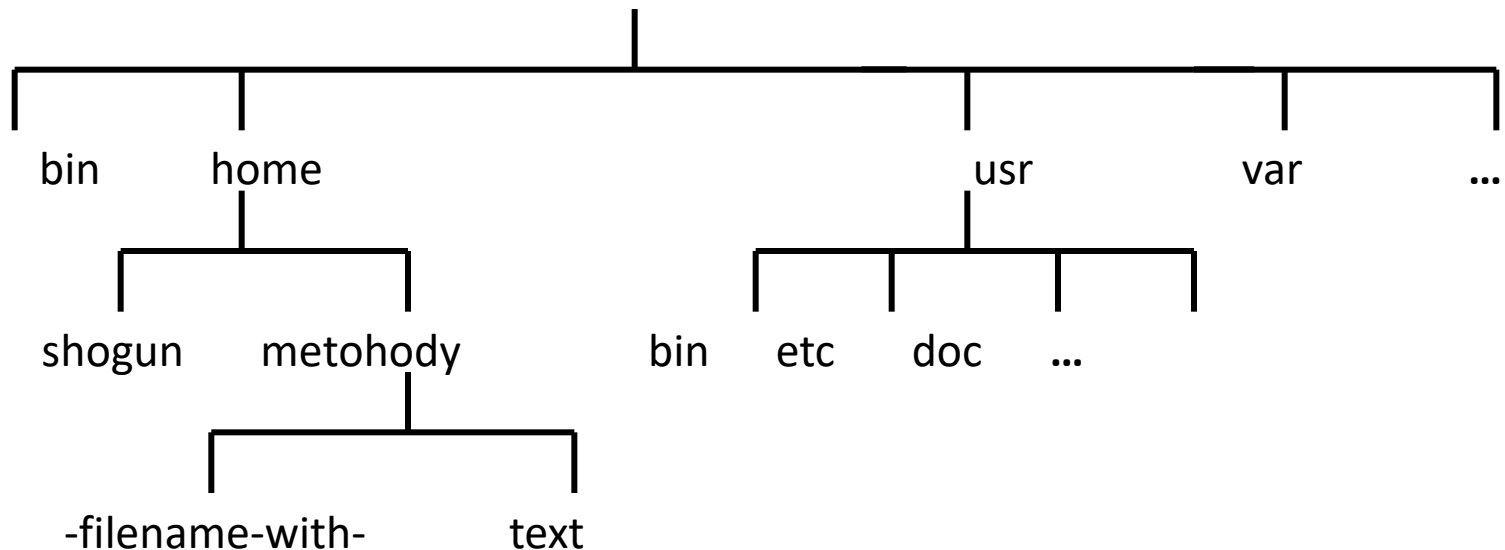 bin home usr var ...
shogun metohody bin etc doc ...
-filename-with- text